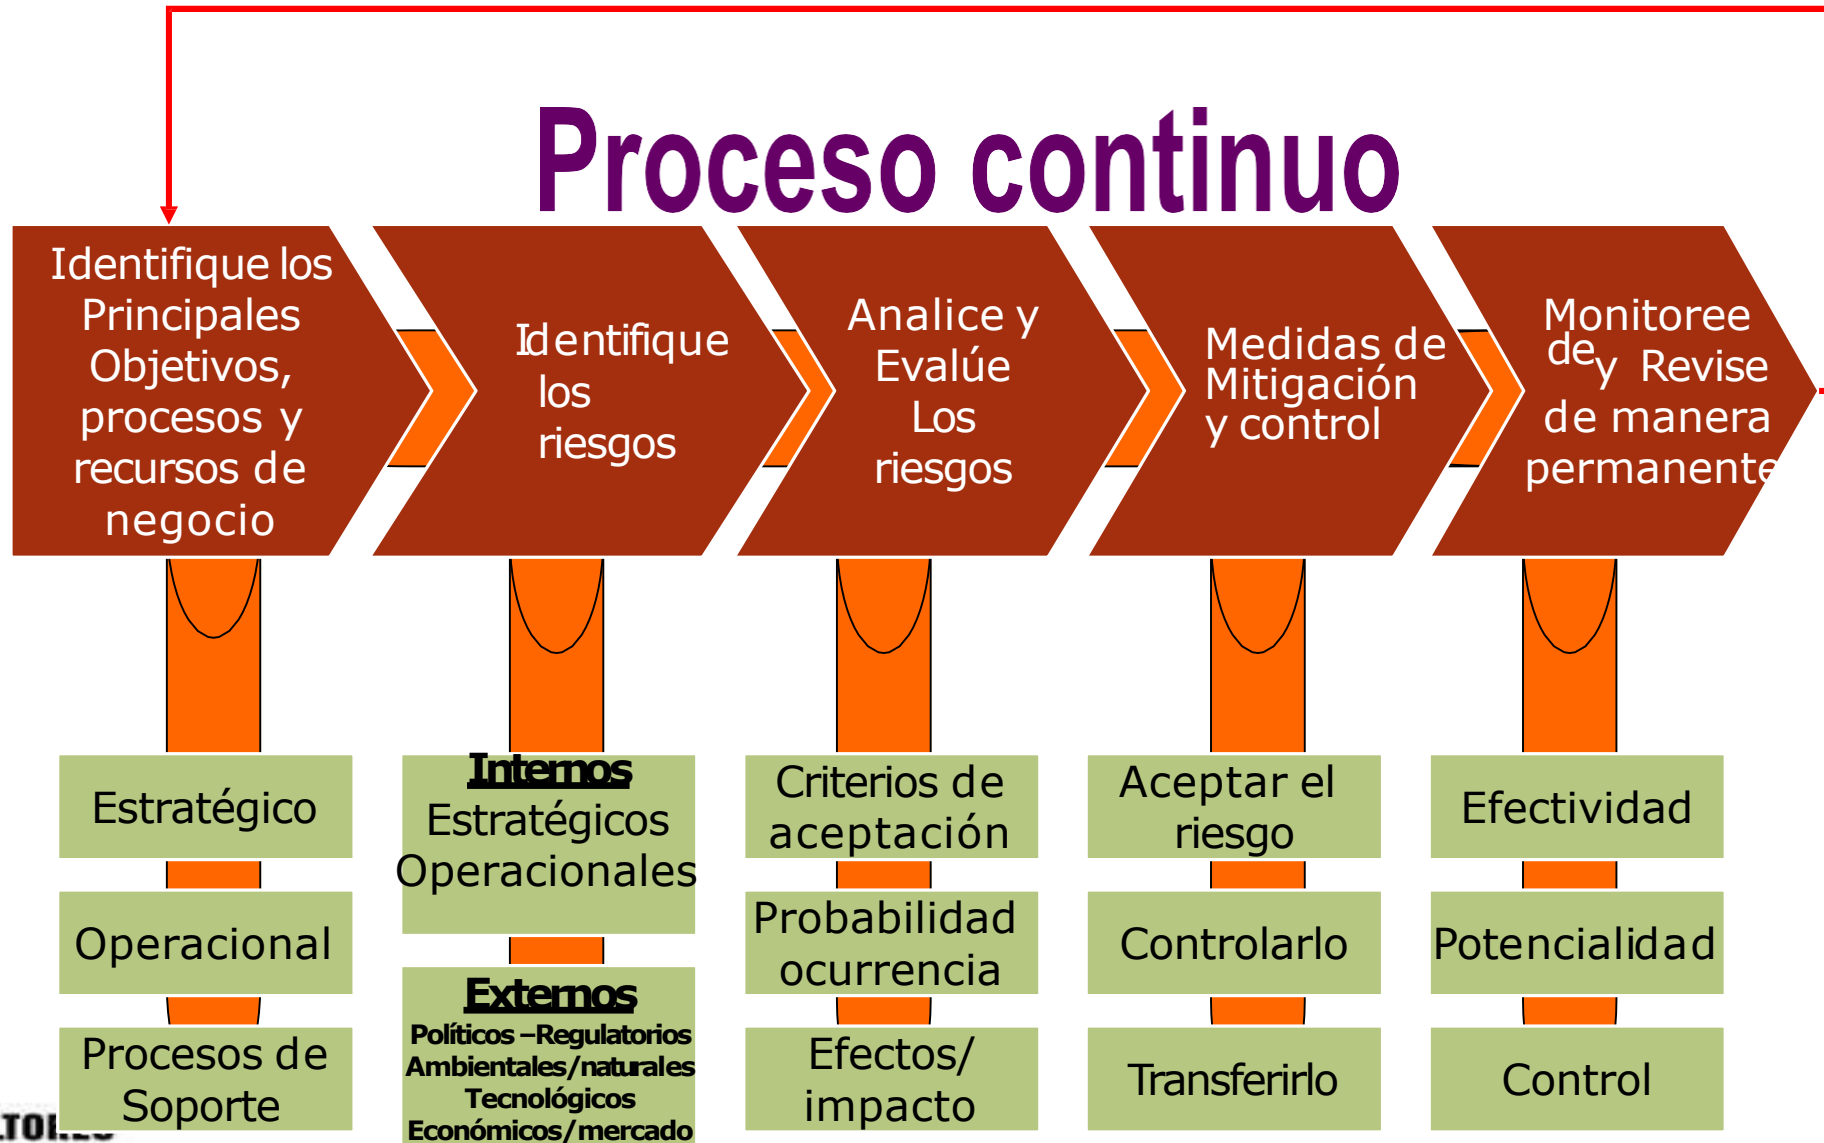 Proceso continuo
Identifique los
Principales
Objetivos,
procesos y
recursos de
negocio
Identifique
los
riesgos
Analice y
Evalúe
Los
riesgos
Medidas de
Mitigación
y control
Monitoree
de y Revise
de manera
permanente
Estratégico
Operacional
Procesos de
Soporte
Internos
Estratégicos
Operacionales
Externos
Políticos –Regulatorios
Ambientales/naturales
Tecnológicos
Económicos/mercado
Criterios de
aceptación
Probabilidad
ocurrencia
Efectos/
impacto
Aceptar el
riesgo
Controlarlo
Transferirlo
Efectividad
Potencialidad
Control